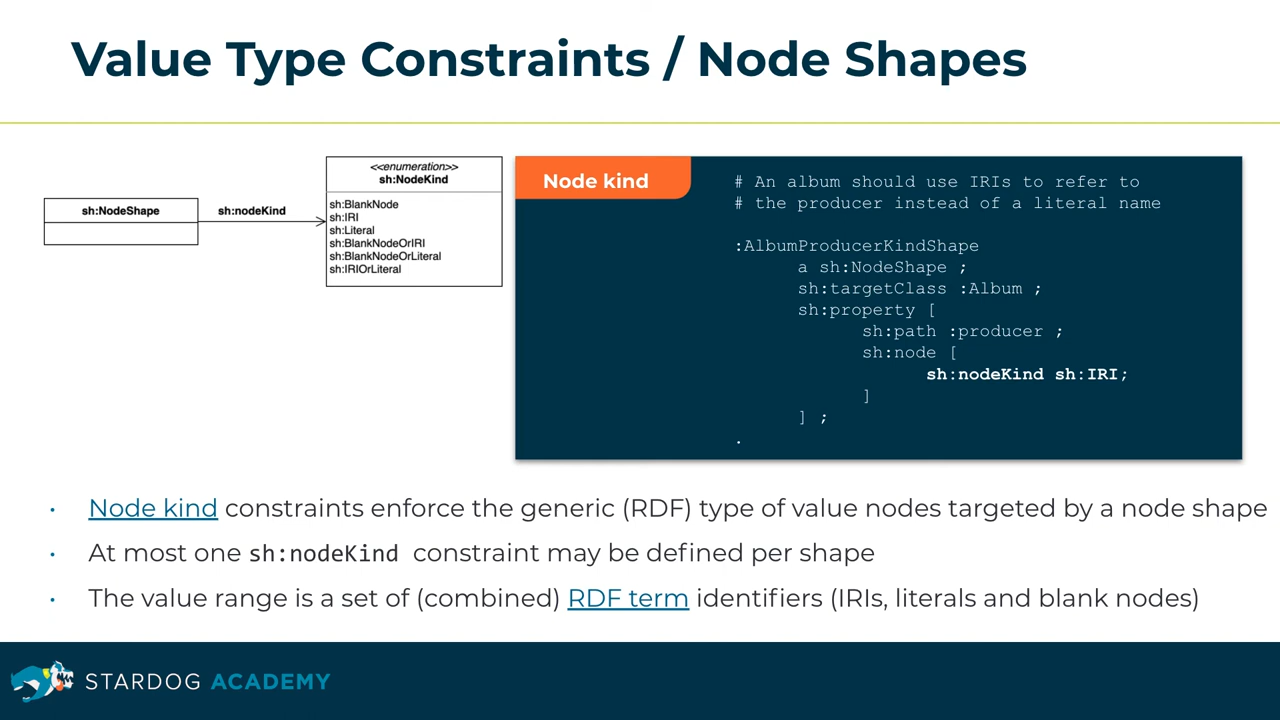 Value Type Constraints / Node Shapes
sh:NodeShape
sh:nodeKind
<<enumeration>>
sh:NodeKind
sh:BlankNode
sh:IRI
sh:Literal
sh:BlankNodeOrIRI
sh:BlankNodeOrLiteral
sh:IRIOrLiteral
Node kind
# An album should use IRIs to refer to
# the producer instead of a literal name
:AlbumProducerKindShape
a sh:NodeShape ;
sh:targetClass :Album ;
sh:property [
sh:path :producer ;
sh:node [
sh:nodeKind sh:IRI;
]
] ;
.
· Node kind constraints enforce the generic (RDF) type of value nodes targeted by a node shape
· At most one sh:nodeKind constraint may be defined per shape
· The value range is a set of (combined) RDF term identifiers (IRIs, literals and blank nodes)
STARDOG ACADEMY